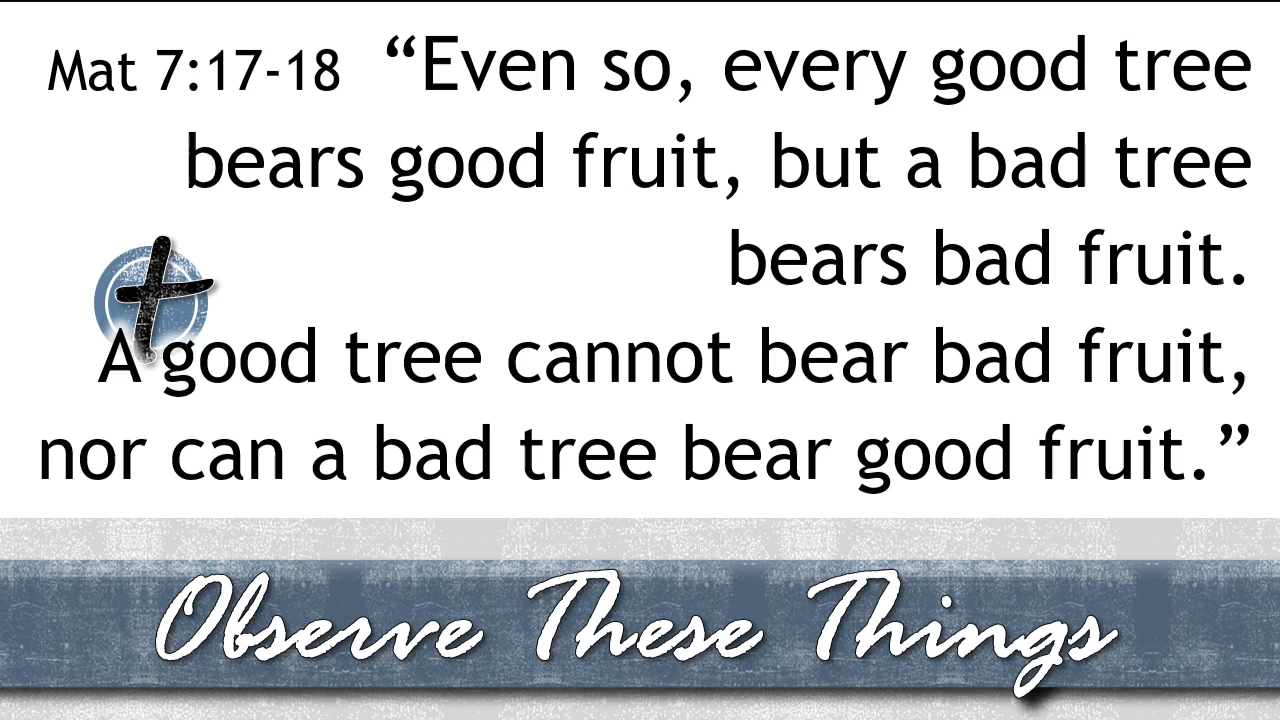 Mat 7:17-18 “Even so, every good tree
bears good fruit, but a bad tree
bears bad fruit.
A good tree cannot bear bad fruit,
nor can a bad tree bear good fruit.”
Observe These Things